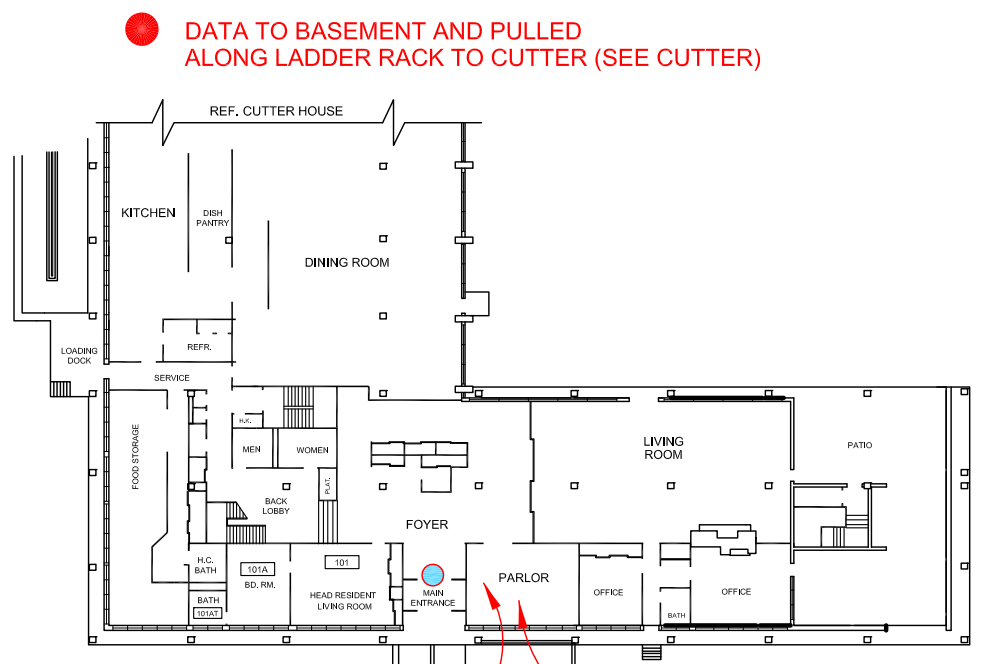 DATA TO BASEMENT AND PULLED
ALONG LADDER RACK TO CUTTER (SEE CUTTER)
REF. CUTTER HOUSE
KITCHEN
DISH
PANTRY
DINING ROOM
REFR.
LOADING
DOCK
SERVICE
H.K.
MEN
WOMEN
FOOD STORAGE
PLAT.
BACK
LOBBY
FOYER
LIVING
ROOM
PATIO
H.C.
BATH
101A
BD. RM.
101
HEAD RESIDENT
LIVING ROOM
BATH
101AT
MAIN
ENTRANCE
PARLOR
OFFICE
BATH
OFFICE